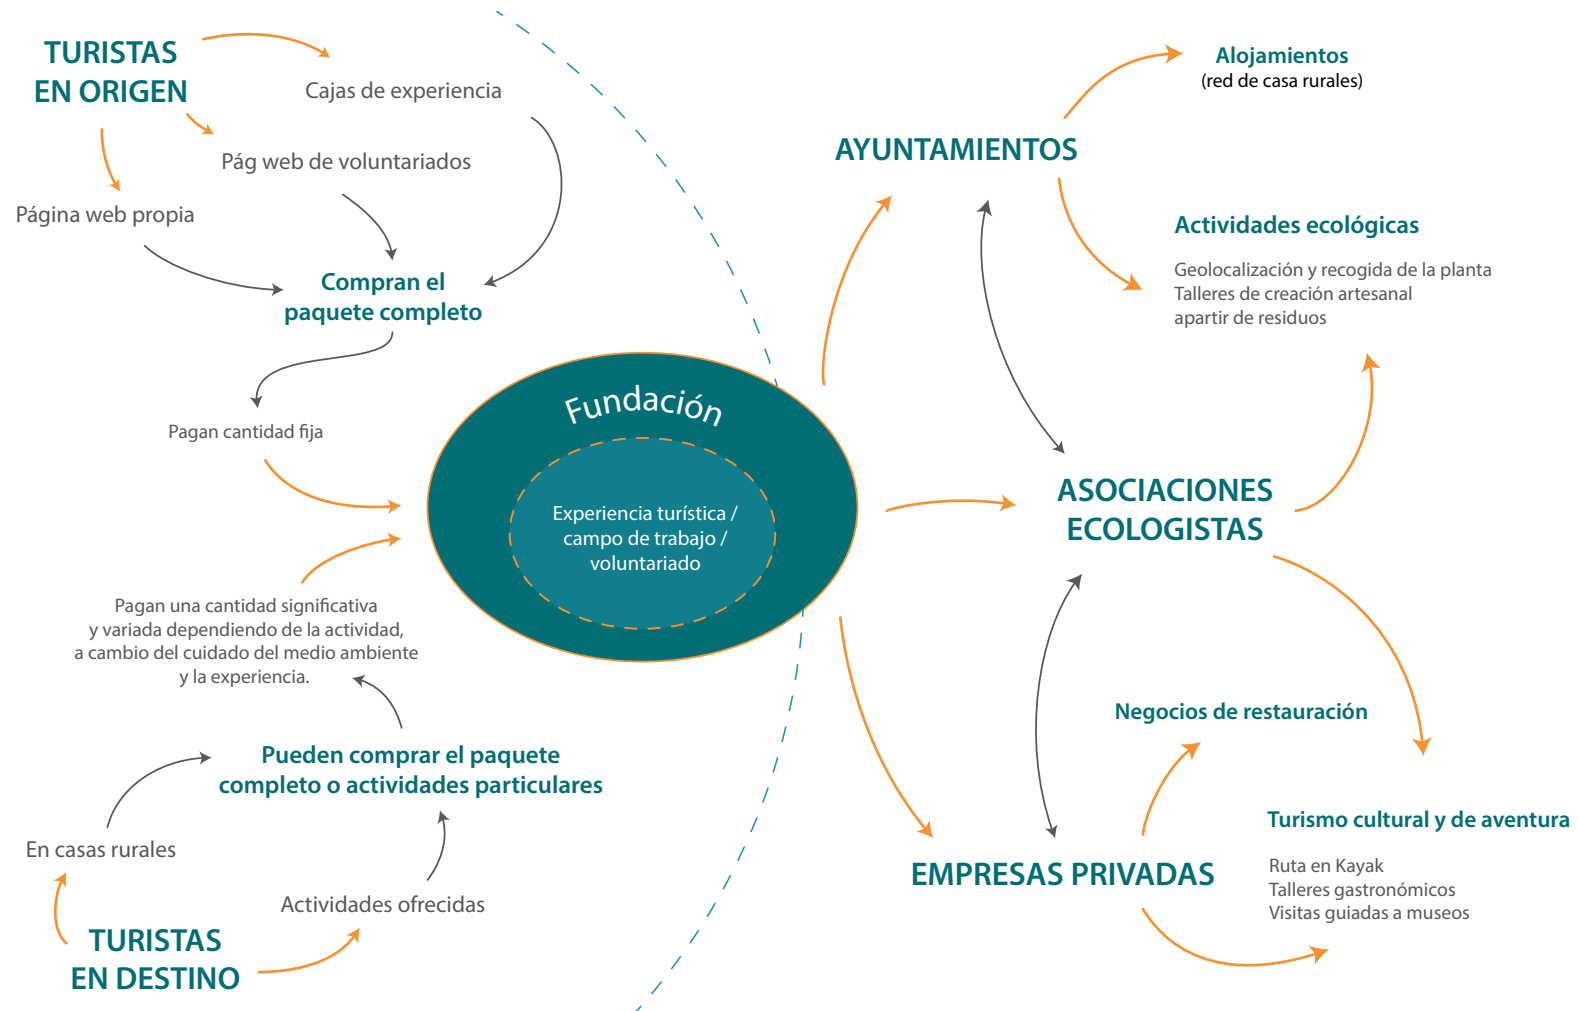 TURISTAS
EN ORIGEN
Cajas de experiencia
Pág web de voluntariados
Página web propia
Compran el
paquete completo
Pagan cantidad fija
Fundación
Experiencia turística /
campo de trabajo /
voluntariado
Pagan una cantidad significativa
y variada dependiendo de la actividad,
a cambio del cuidado del medio ambiente
y la experiencia.
Pueden comprar el paquete
completo o actividades particulares
En casas rurales
Actividades ofrecidas
TURISTAS
EN DESTINO
AYUNTAMIENTOS
Alojamientos
(red de casa rurales)
Actividades ecológicas
Geolocalización y recogida de la planta
Talleres de creación artesanal
apartir de residuos
ASOCIACIONES
ECOLOGISTAS
Negocios de restauración
EMPRESAS PRIVADAS
Turismo cultural y de aventura
Ruta en Kayak
Talleres gastronómicos
Visitas guiadas a museos